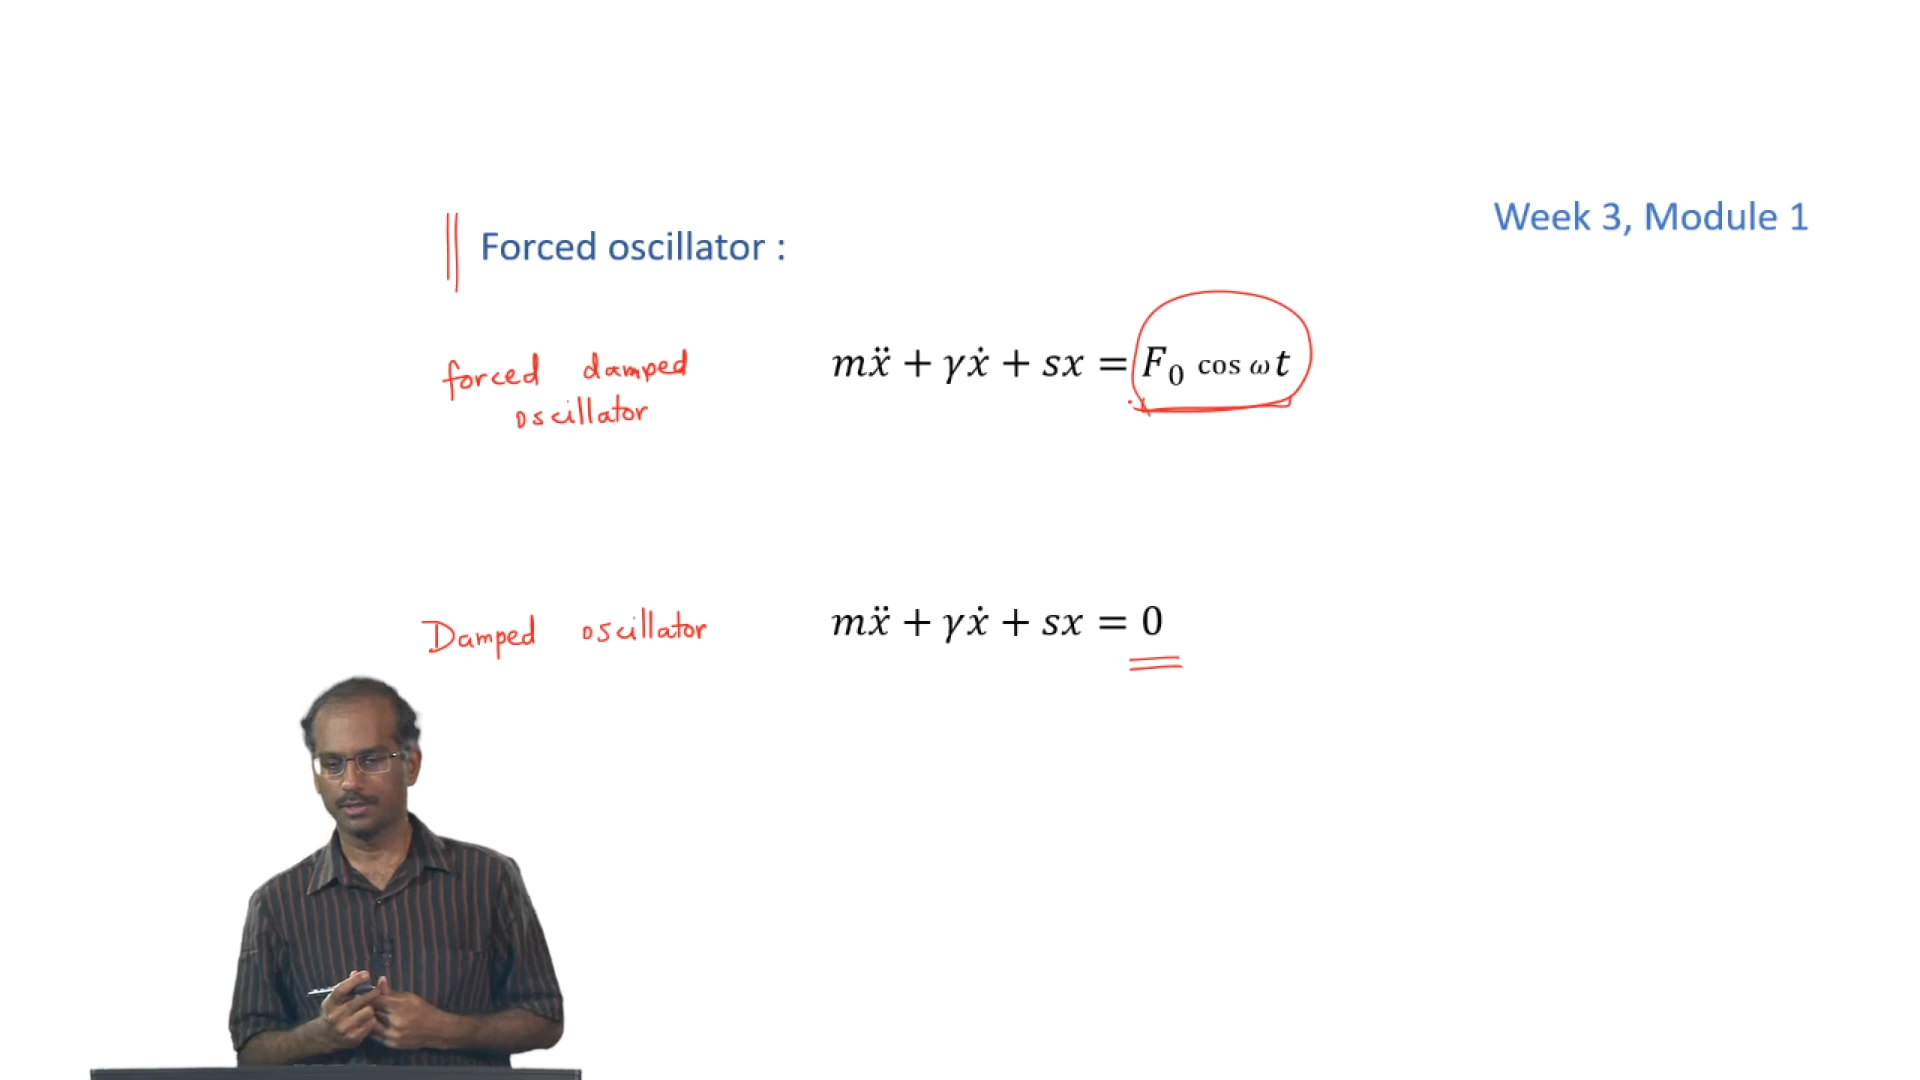 Week 3, Module 1
Forced oscillator :
forced damped
oscillator
mẍ + γẋ + sx = F₀ cos ωt
Damped oscillator
mẍ + γẋ + sx = 0